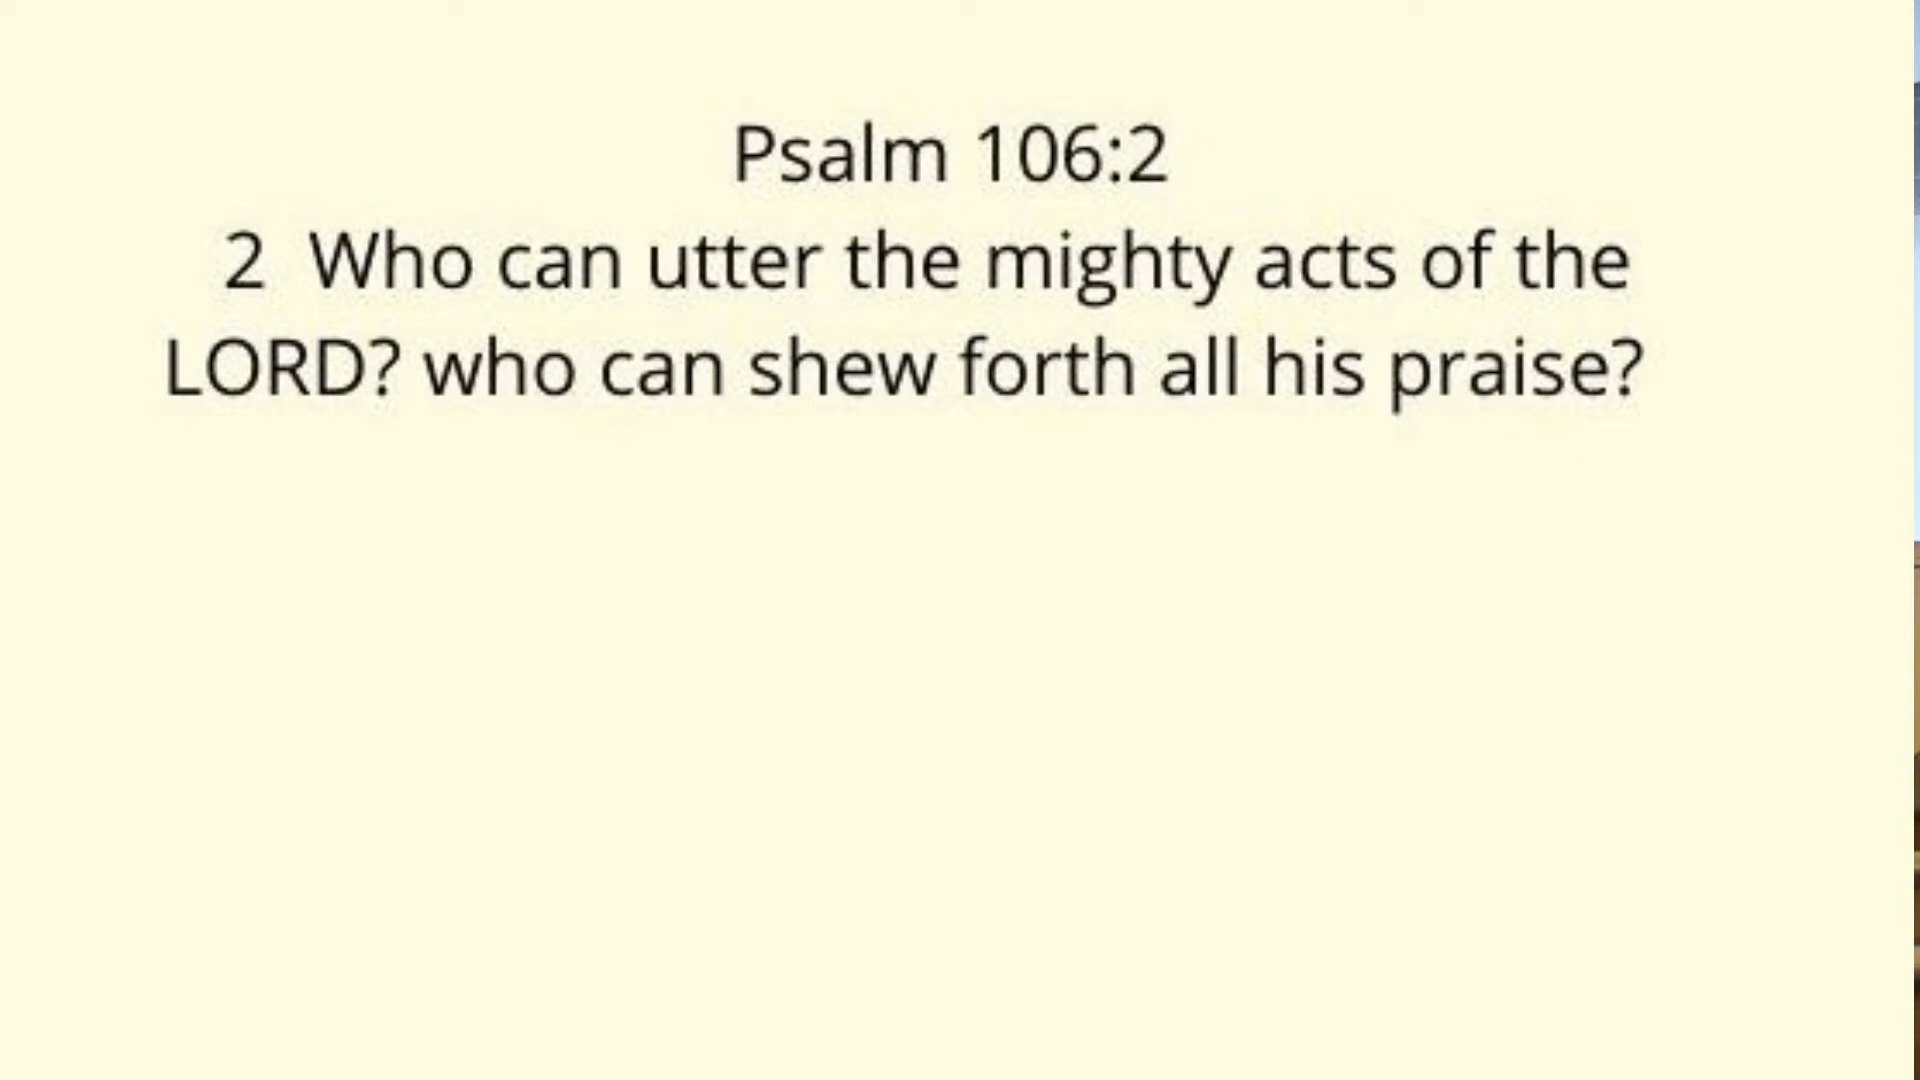 Psalm 106:2
2 Who can utter the mighty acts of the
LORD? who can shew forth all his praise?